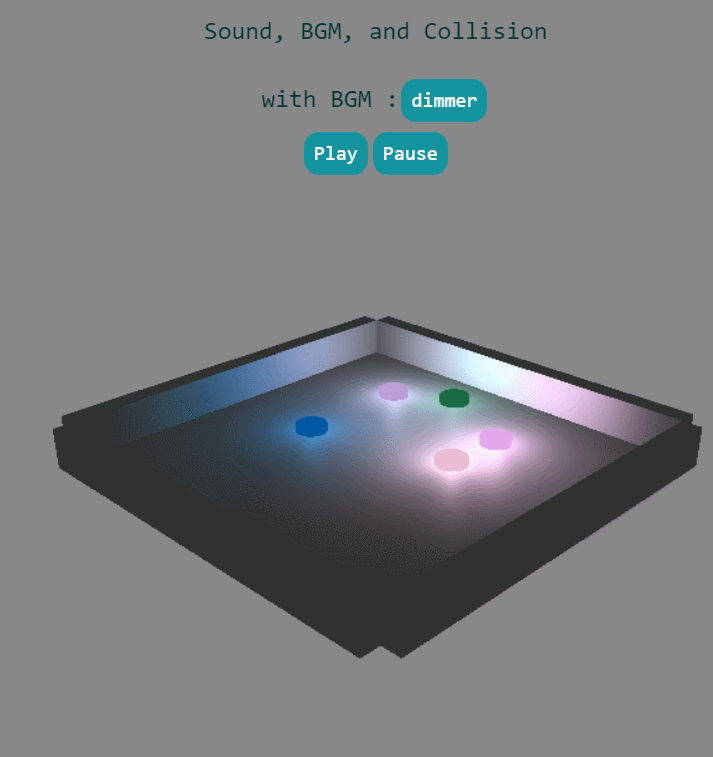 Sound, BGM, and Collision
with BGM : dimmer
Play Pause